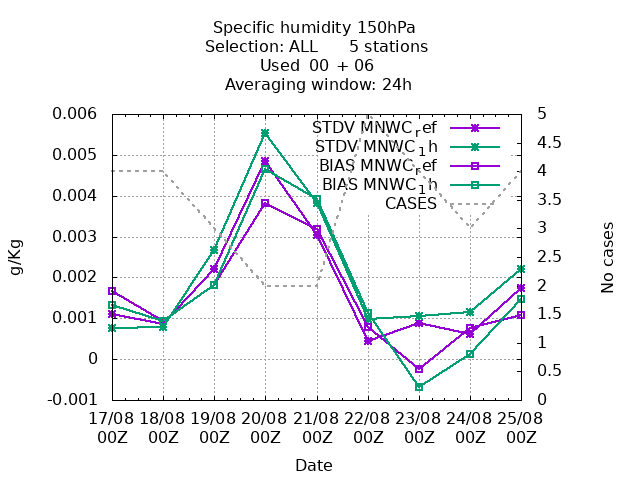 Specific humidity 150hPa
Selection: ALL 5 stations
Used 00 + 06
Averaging window: 24h
0.006
0.005
0.004
0.003
0.002
0.001
0
-0.001
g/Kg
5
4.5
4
3.5
3
2.5
2
1.5
1
0.5
0
No cases
STDV MNWC_ref
STDV MNWC_1h
BIAS MNWC_ref
BIAS MNWC_1h
CASES
17/08 18/08 19/08 20/08 21/08 22/08 23/08 24/08 25/08
00Z 00Z 00Z 00Z 00Z 00Z 00Z 00Z 00Z
Date